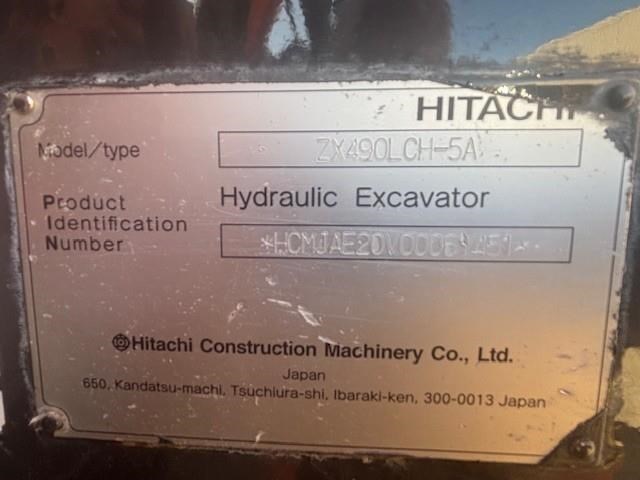 HITACHI
Model/type ZX490LCH-5A
Product Identification Number
Hydraulic Excavator
Hitachi Construction Machinery Co., Ltd.
Japan
650, Kandatsu-machi, Tsuchiura-shi, Ibaraki-ken, 300-0013 Japan